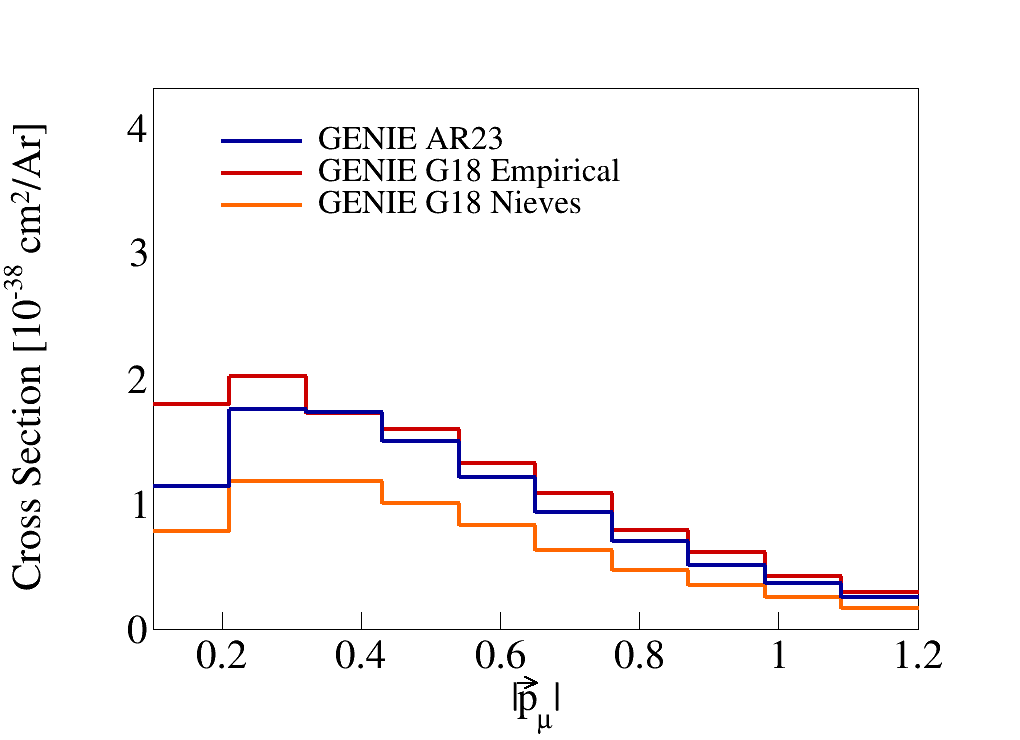 Cross Section [10⁻³⁸ cm²/Ar]
4
3
2
1
0
GENIE AR23
GENIE G18 Empirical
GENIE G18 Nieves
0.2 0.4 0.6 0.8 1 1.2
|p⃗_μ|